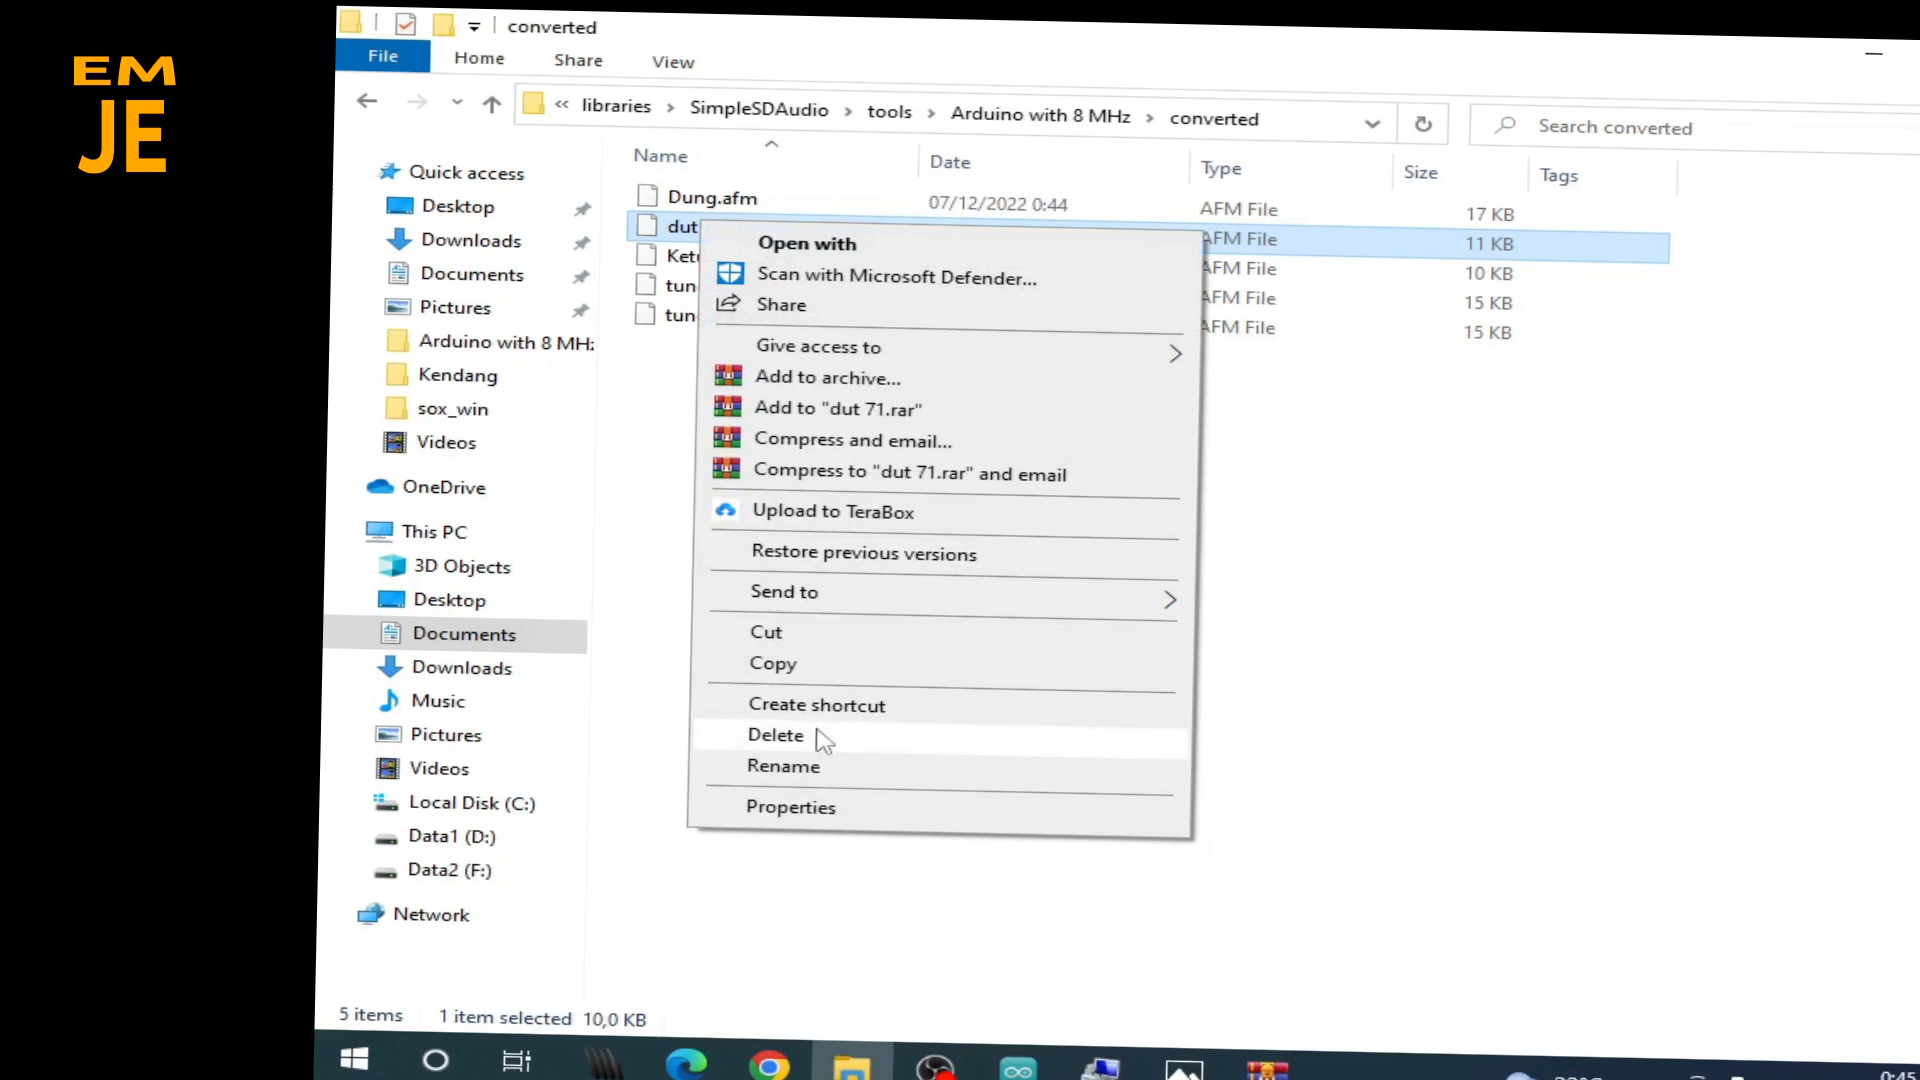 EM
JE
converted
File
Home
Share
View
« libraries > SimpleSDAudio > tools > Arduino with 8 MHz > converted
Search converted
Name
Date
Type
Size
Tags
Dung.afm
07/12/2022 0:44
AFM File
17 KB
dut
AFM File
11 KB
Ket
AFM File
10 KB
tun
AFM File
15 KB
tun
AFM File
15 KB
Quick access
Desktop
Downloads
Documents
Pictures
Arduino with 8 MHz
Kendang
sox_win
Videos
OneDrive
This PC
3D Objects
Desktop
Documents
Downloads
Music
Pictures
Videos
Local Disk (C:)
Data1 (D:)
Data2 (F:)
Network
Open with
Scan with Microsoft Defender...
Share
Give access to
Add to archive...
Add to "dut 71.rar"
Compress and email...
Compress to "dut 71.rar" and email
Upload to TeraBox
Restore previous versions
Send to
Cut
Copy
Create shortcut
Delete
Rename
Properties
5 items
1 item selected 10,0 KB
0:45